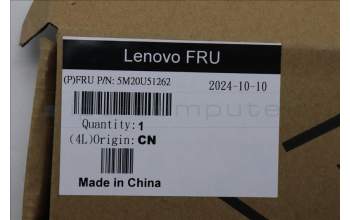 Lenovo FRU
(P)FRU P/N: 5M20U51262 2024-10-10
Quantity: 1
(4L)Origin: CN
Made in China